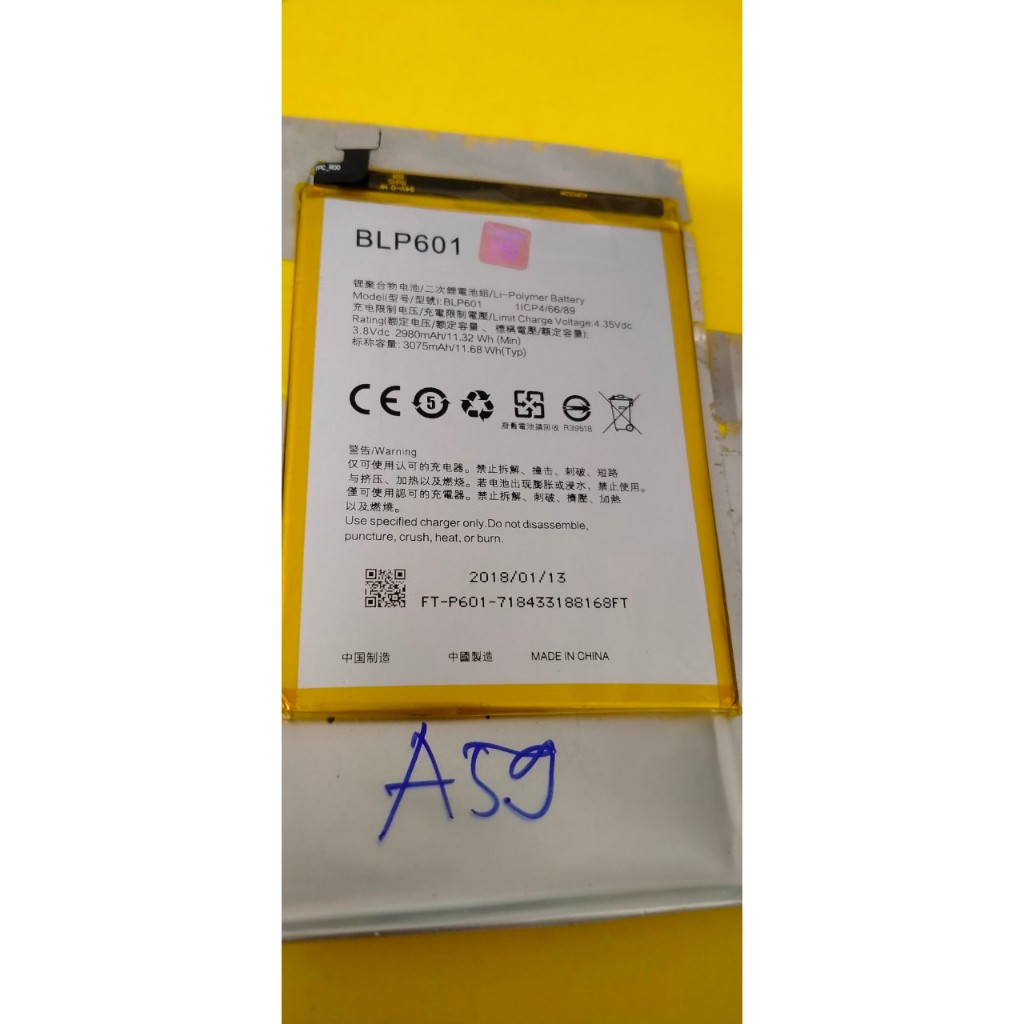 BLP601
锂聚合物电池/二次鋰電池組/Li-Polymer Battery
Model(型号/型號):BLP601 1ICP4/66/89
充电限制电压/充電限制電壓/Limit Charge Voltage:4.35Vdc
Rating(额定电压/额定容量、標稱電壓/額定容量):
3.8Vdc 2980mAh/11.32 Wh (Min)
标称容量: 3075mAh/11.68 Wh(Typ)
CE 5
廢舊電池請回收 R39518
警告/Warning
仅可使用认可的充电器。禁止拆解、撞击、刺破、短路
与挤压、加热以及燃烧。若电池出现膨胀或浸水，禁止使用。
僅可使用認可的充電器。禁止拆解、刺破、擠壓、加熱
以及燃燒。
Use specified charger only.Do not disassemble,
puncture, crush, heat, or burn.
2018/01/13
FT-P601-718433188168FT
中国制造 中國製造 MADE IN CHINA
A59